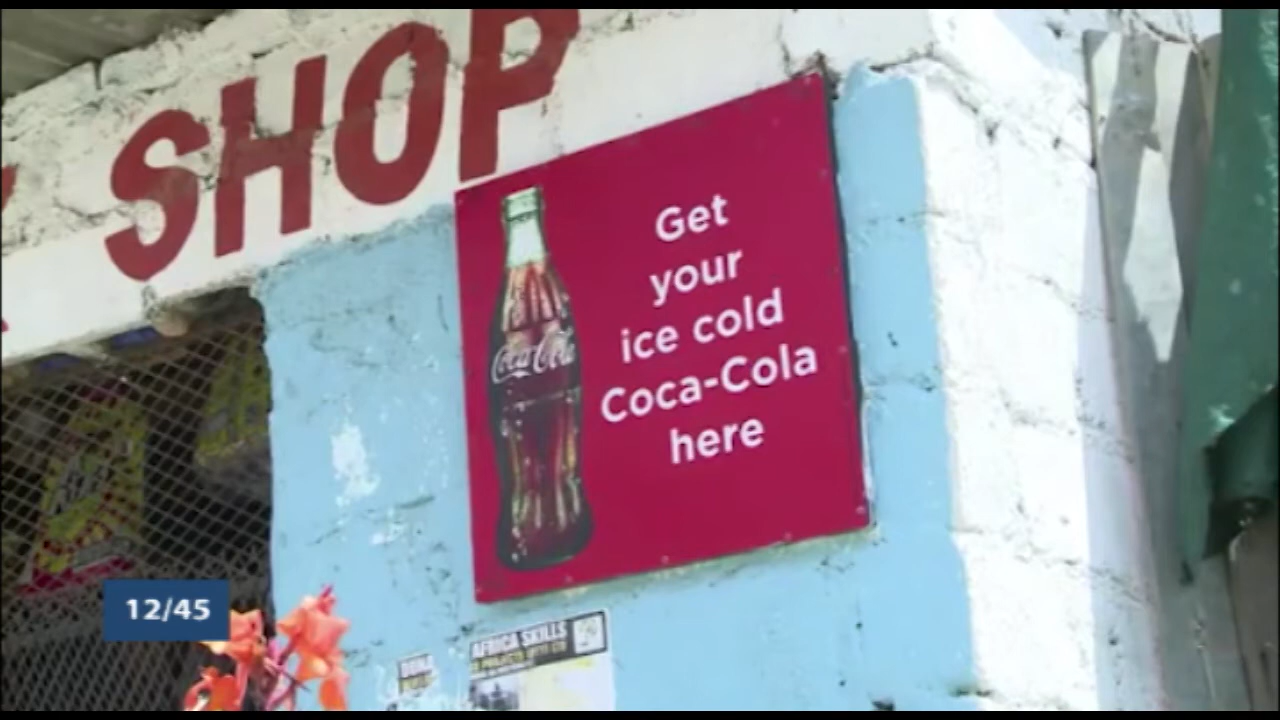 SHOP
Get
your
ice cold
Coca-Cola
here
Coca-Cola
12/45
AFRICA SKILLS